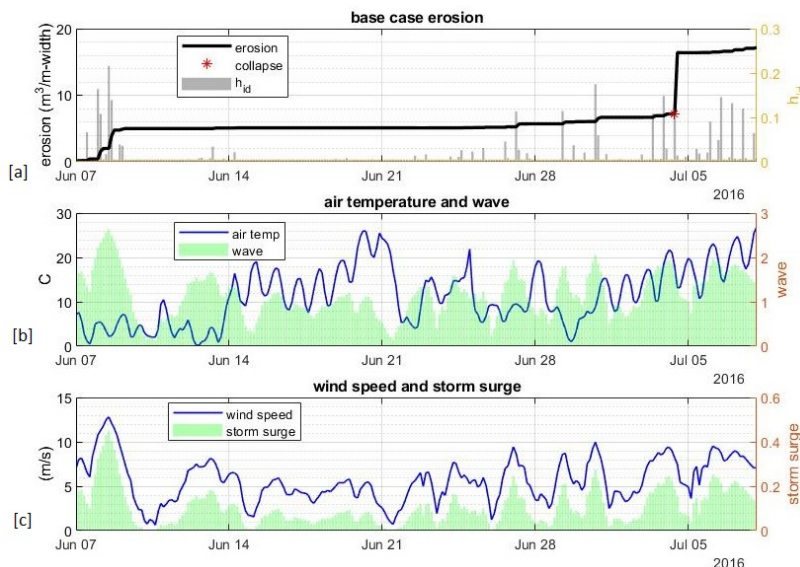 base case erosion
erosion (m³/m-width)
20
10
0
erosion
collapse
h_id
0.3
0.2
0.1
0
h_id
[a]
Jun 07
Jun 14
Jun 21
Jun 28
Jul 05
2016
air temperature and wave
C
30
20
10
0
air temp
wave
3
2
1
0
wave
[b]
Jun 07
Jun 14
Jun 21
Jun 28
Jul 05
2016
wind speed and storm surge
(m/s)
15
10
5
0
wind speed
storm surge
0.6
0.4
0.2
0
storm surge
[c]
Jun 07
Jun 14
Jun 21
Jun 28
Jul 05
2016